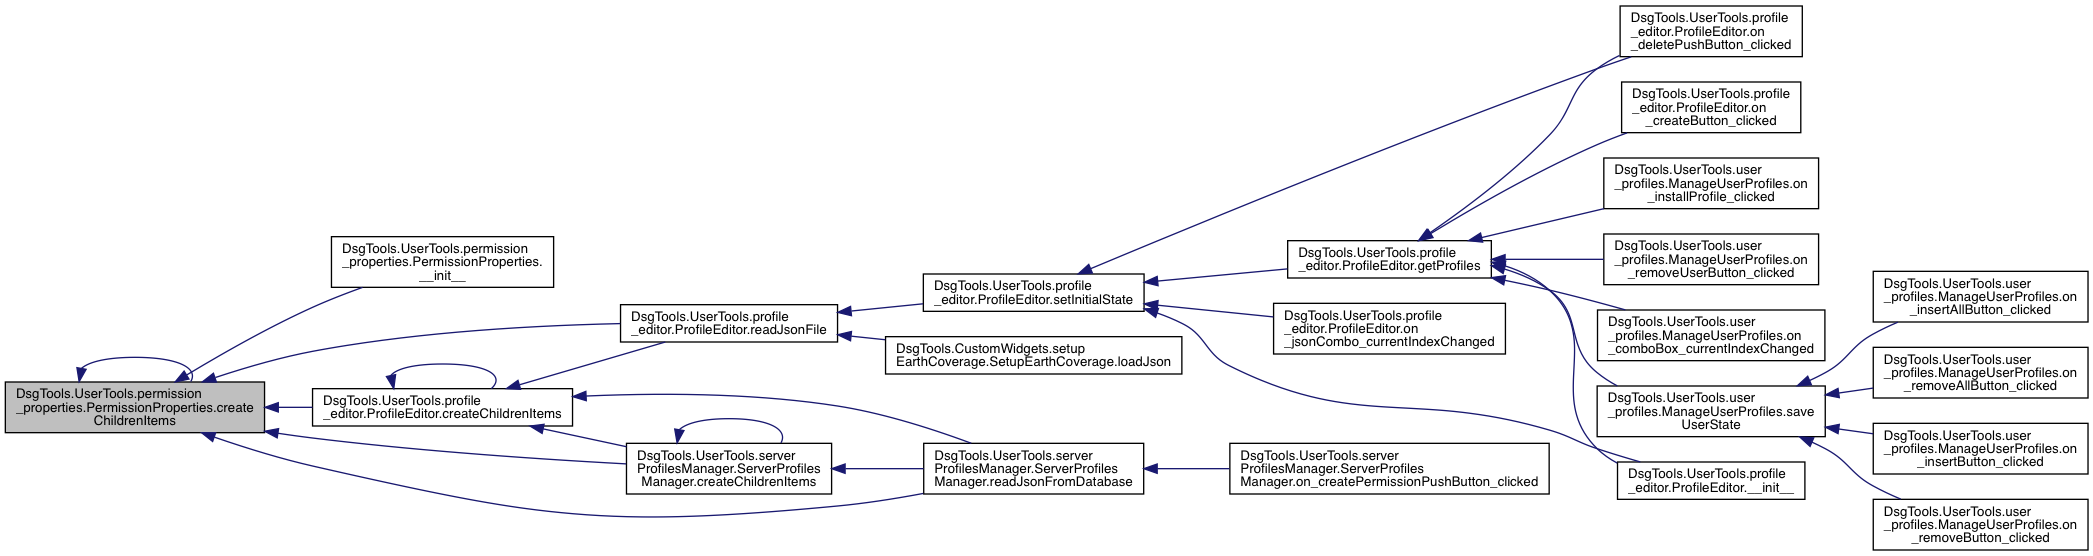 DsgTools.UserTools.permission
_properties.PermissionProperties.create
ChildrenItems
DsgTools.UserTools.permission
_properties.PermissionProperties.
__init__
DsgTools.UserTools.profile
_editor.ProfileEditor.createChildrenItems
DsgTools.UserTools.profile
_editor.ProfileEditor.readJsonFile
DsgTools.UserTools.server
ProfilesManager.ServerProfiles
Manager.createChildrenItems
DsgTools.CustomWidgets.setup
EarthCoverage.SetupEarthCoverage.loadJson
DsgTools.UserTools.profile
_editor.ProfileEditor.setInitialState
DsgTools.UserTools.server
ProfilesManager.ServerProfiles
Manager.readJsonFromDatabase
DsgTools.UserTools.profile
_editor.ProfileEditor.getProfiles
DsgTools.UserTools.profile
_editor.ProfileEditor.on
_jsonCombo_currentIndexChanged
DsgTools.UserTools.server
ProfilesManager.ServerProfiles
Manager.on_createPermissionPushButton_clicked
DsgTools.UserTools.profile
_editor.ProfileEditor.on
_deletePushButton_clicked
DsgTools.UserTools.profile
_editor.ProfileEditor.on
_createButton_clicked
DsgTools.UserTools.user
_profiles.ManageUserProfiles.on
_installProfile_clicked
DsgTools.UserTools.user
_profiles.ManageUserProfiles.on
_removeUserButton_clicked
DsgTools.UserTools.user
_profiles.ManageUserProfiles.on
_comboBox_currentIndexChanged
DsgTools.UserTools.user
_profiles.ManageUserProfiles.save
UserState
DsgTools.UserTools.profile
_editor.ProfileEditor.__init__
DsgTools.UserTools.user
_profiles.ManageUserProfiles.on
_insertAllButton_clicked
DsgTools.UserTools.user
_profiles.ManageUserProfiles.on
_removeAllButton_clicked
DsgTools.UserTools.user
_profiles.ManageUserProfiles.on
_insertButton_clicked
DsgTools.UserTools.user
_profiles.ManageUserProfiles.on
_removeButton_clicked